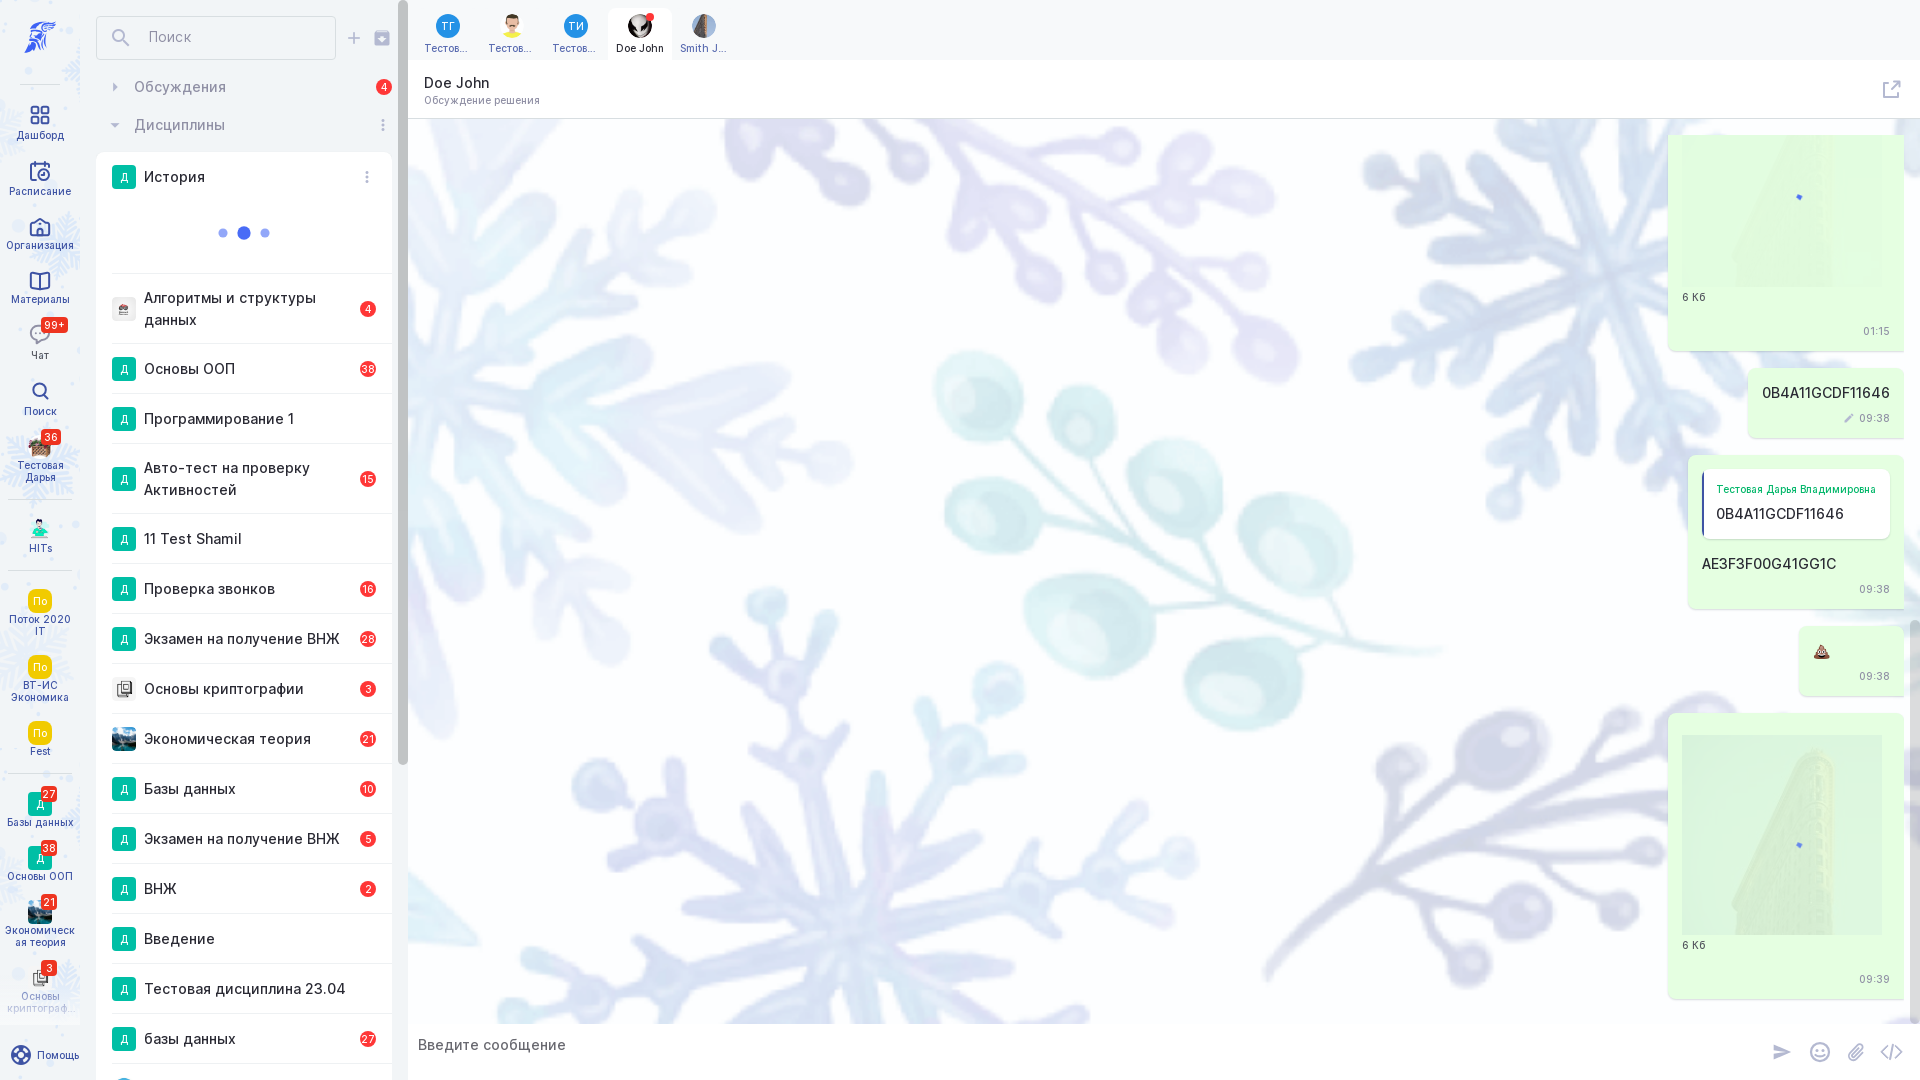 Дашборд
Расписание
Организация
Материалы
99+
Чат
Поиск
36
Тестовая
Дарья
HITs
По
Поток 2020
IT
По
ВТ-ИС
Экономика
По
Fest
27
Д
Базы данных
38
Д
Основы ООП
21
Экономическ
ая теория
3
Основы
криптограф...
Помощь
Поиск
Обсуждения
4
Дисциплины
Д
История
Алгоритмы и структуры
данных
4
Д
Основы ООП
38
Д
Программирование 1
Д
Авто-тест на проверку
Активностей
15
Д
11 Test Shamil
Д
Проверка звонков
16
Д
Экзамен на получение ВНЖ
28
Основы криптографии
3
Экономическая теория
21
Д
Базы данных
10
Д
Экзамен на получение ВНЖ
5
Д
ВНЖ
2
Д
Введение
Д
Тестовая дисциплина 23.04
Д
базы данных
27
ТГ
Тестов...
Тестов...
ТИ
Тестов...
Doe John
Smith J...
Doe John
Обсуждение решения
6 Кб
01:15
0B4A11GCDF11646
09:38
Тестовая Дарья Владимировна
0B4A11GCDF11646
AE3F3F00G41GG1C
09:38
💩
09:38
6 Кб
09:39
Введите сообщение